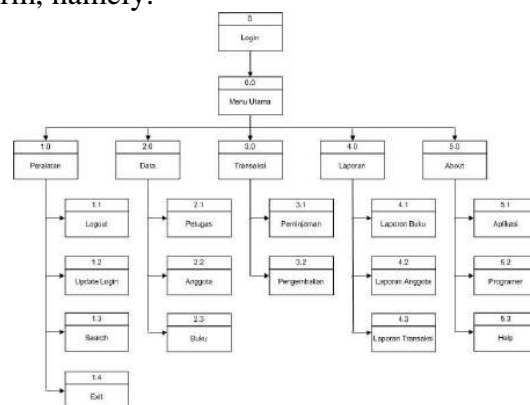 0
Login
0.0
Menu Utama
1.0
Peralatan
2.0
Data
3.0
Transaksi
4.0
Laporan
5.0
About
1.1
Logout
2.1
Petugas
3.1
Peminjaman
4.1
Laporan Buku
5.1
Aplikasi
1.2
Update Login
2.2
Anggota
3.2
Pengembalian
4.2
Laporan Anggota
5.2
Programer
1.3
Search
2.3
Buku
4.3
Laporan Transaksi
5.3
Help
1.4
Exit